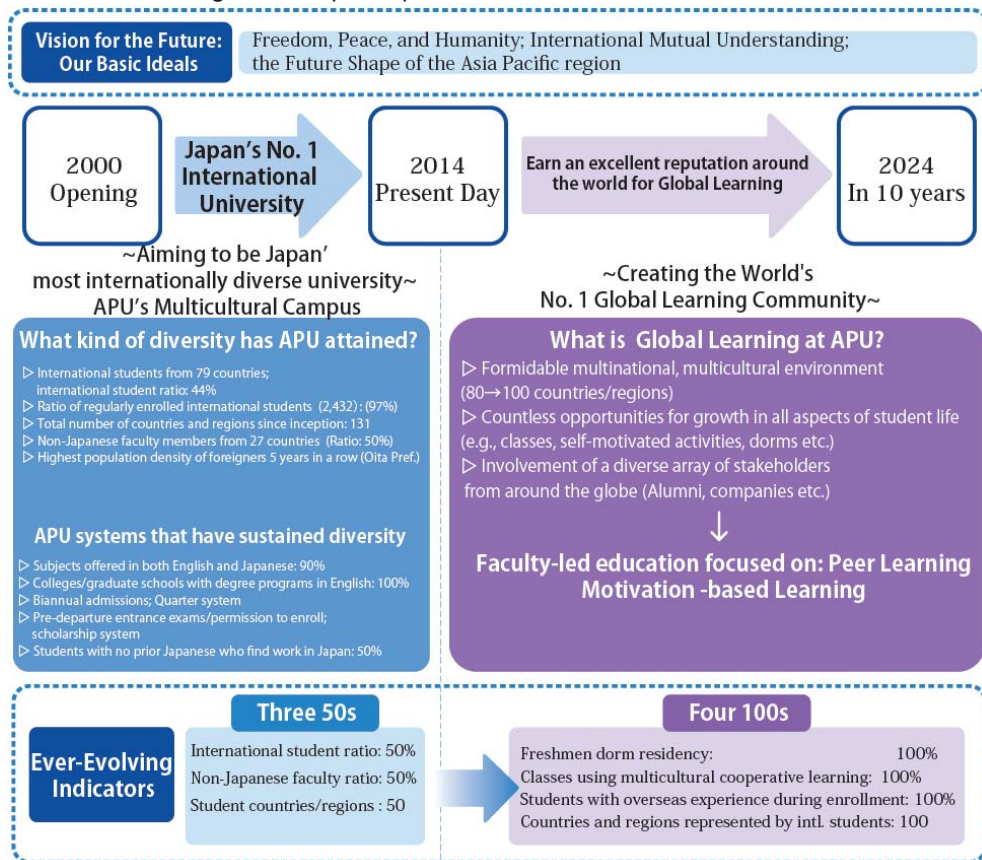 Vision for the Future:
Our Basic Ideals
Freedom, Peace, and Humanity; International Mutual Understanding;
the Future Shape of the Asia Pacific region
2000
Opening
Japan's No. 1
International
University
2014
Present Day
Earn an excellent reputation around
the world for Global Learning
2024
In 10 years
~Aiming to be Japan'
most internationally diverse university~
APU's Multicultural Campus
What kind of diversity has APU attained?
▷ International students from 79 countries;
international student ratio: 44%
▷ Ratio of regularly enrolled international students (2,432): (97%)
▷ Total number of countries and regions since inception: 131
▷ Non-Japanese faculty members from 27 countries (Ratio: 50%)
▷ Highest population density of foreigners 5 years in a row (Oita Pref.)
APU systems that have sustained diversity
▷ Subjects offered in both English and Japanese: 90%
▷ Colleges/graduate schools with degree programs in English: 100%
▷ Biannual admissions; Quarter system
▷ Pre-departure entrance exams/permission to enroll;
scholarship system
▷ Students with no prior Japanese who find work in Japan: 50%
~Creating the World's
No. 1 Global Learning Community~
What is Global Learning at APU?
▷ Formidable multinational, multicultural environment
(80→100 countries/regions)
▷ Countless opportunities for growth in all aspects of student life
(e.g., classes, self-motivated activities, dorms etc.)
▷ Involvement of a diverse array of stakeholders
from around the globe (Alumni, companies etc.)
↓
Faculty-led education focused on: Peer Learning
Motivation -based Learning
Ever-Evolving
Indicators
Three 50s
International student ratio: 50%
Non-Japanese faculty ratio: 50%
Student countries/regions : 50
Four 100s
Freshmen dorm residency: 100%
Classes using multicultural cooperative learning: 100%
Students with overseas experience during enrollment: 100%
Countries and regions represented by intl. students: 100